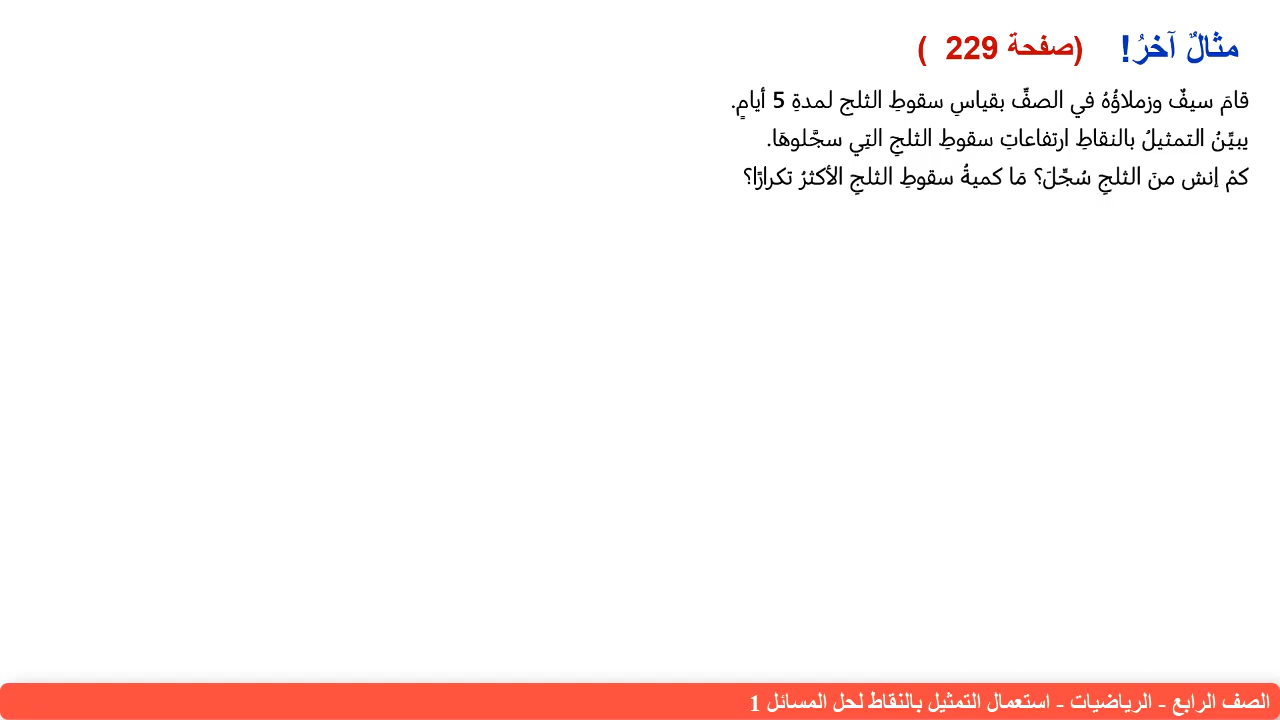 مثالٌ آخرُ! (صفحة 229 )
قامَ سيفٌ وزملاؤُهُ في الصفِّ بقياسِ سقوطِ الثلج لمدةِ 5 أيامٍ.
يبيِّنُ التمثيلُ بالنقاطِ ارتفاعاتِ سقوطِ الثلجِ التِي سجَّلوهَا.
كمْ إنش منَ الثلجِ سُجِّلَ؟ مَا كميةُ سقوطِ الثلجِ الأكثرُ تكرارًا؟
الصف الرابع - الرياضيات - استعمال التمثيل بالنقاط لحل المسائل 1